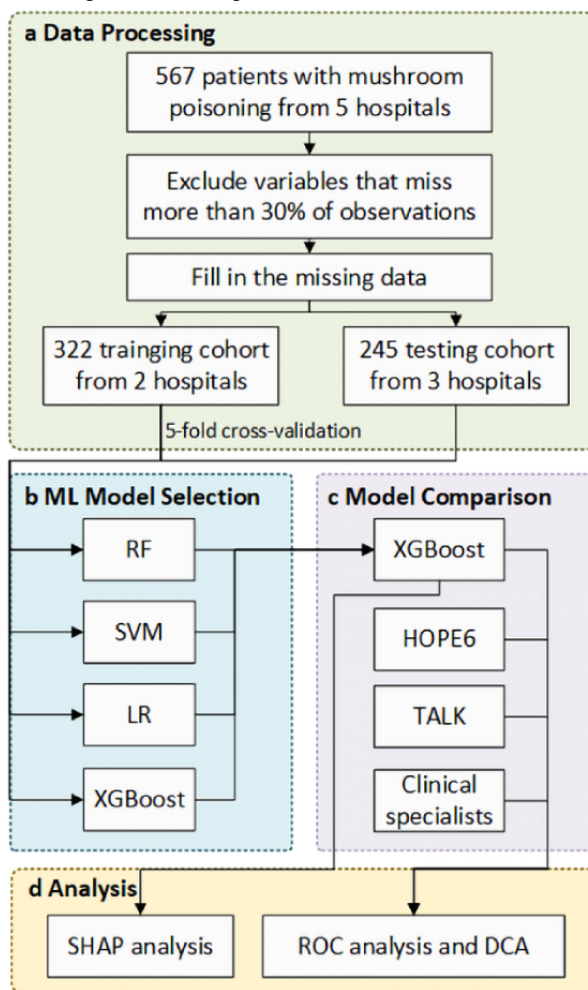 a Data Processing
567 patients with mushroom
poisoning from 5 hospitals
Exclude variables that miss
more than 30% of observations
Fill in the missing data
322 trainging cohort
from 2 hospitals
245 testing cohort
from 3 hospitals
5-fold cross-validation
b ML Model Selection
RF
SVM
LR
XGBoost
c Model Comparison
XGBoost
HOPE6
TALK
Clinical
specialists
d Analysis
SHAP analysis
ROC analysis and DCA